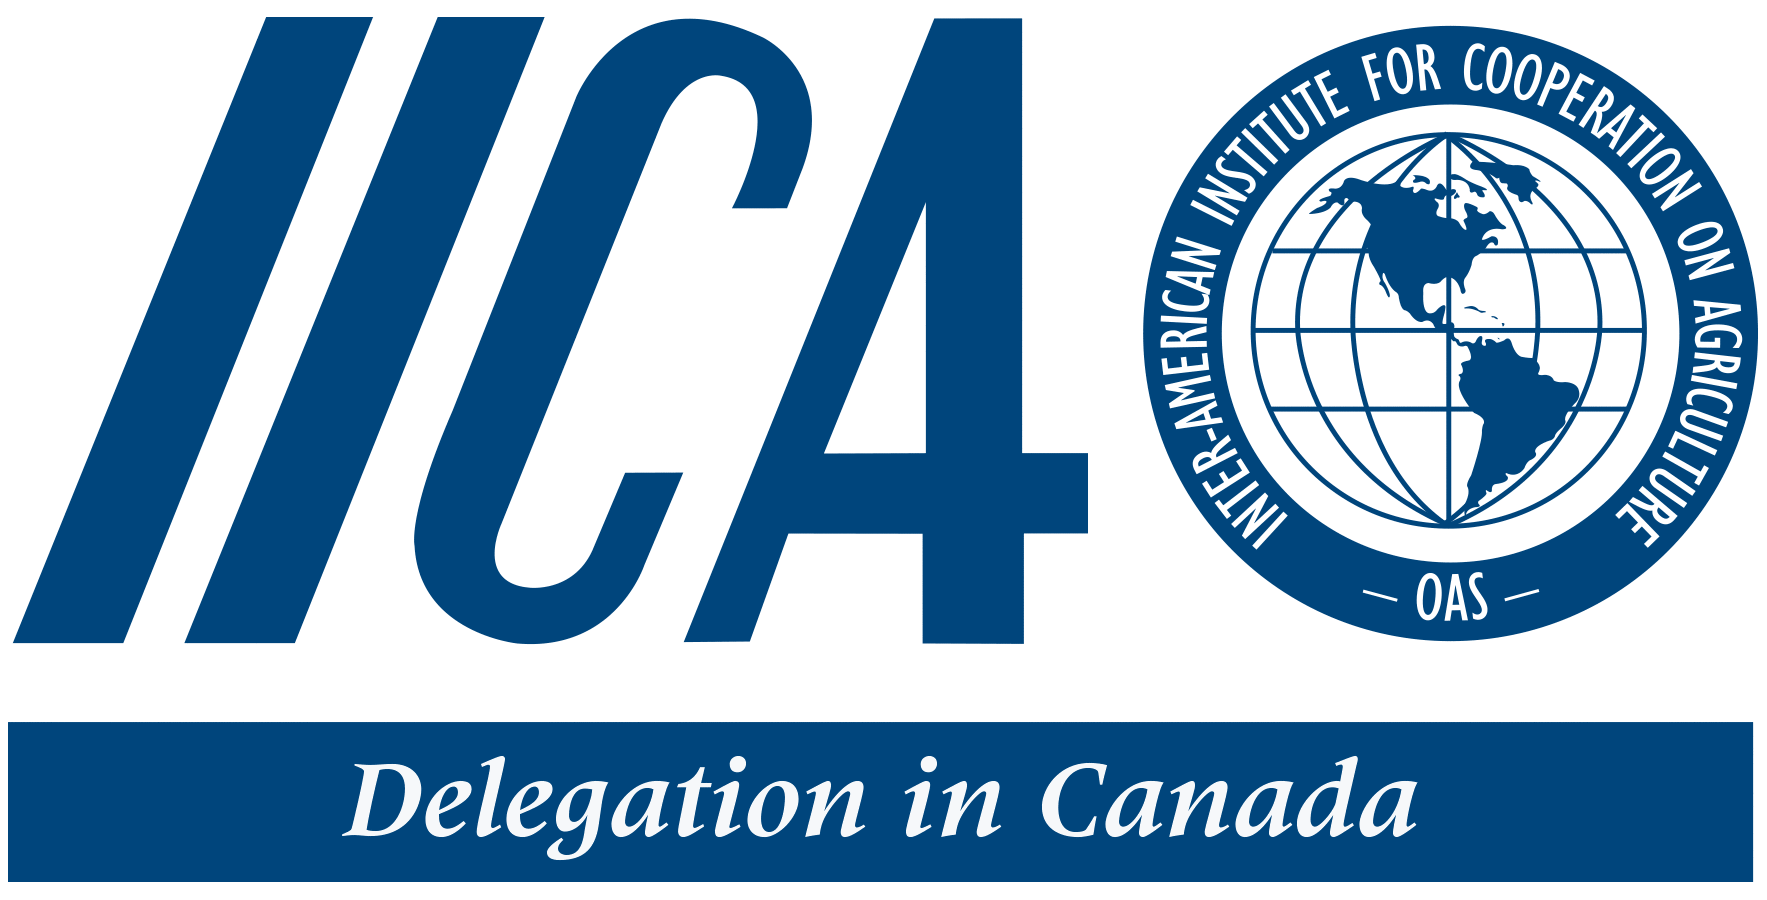 IICA
INTER-AMERICAN INSTITUTE FOR COOPERATION ON AGRICULTURE
— OAS —
Delegation in Canada